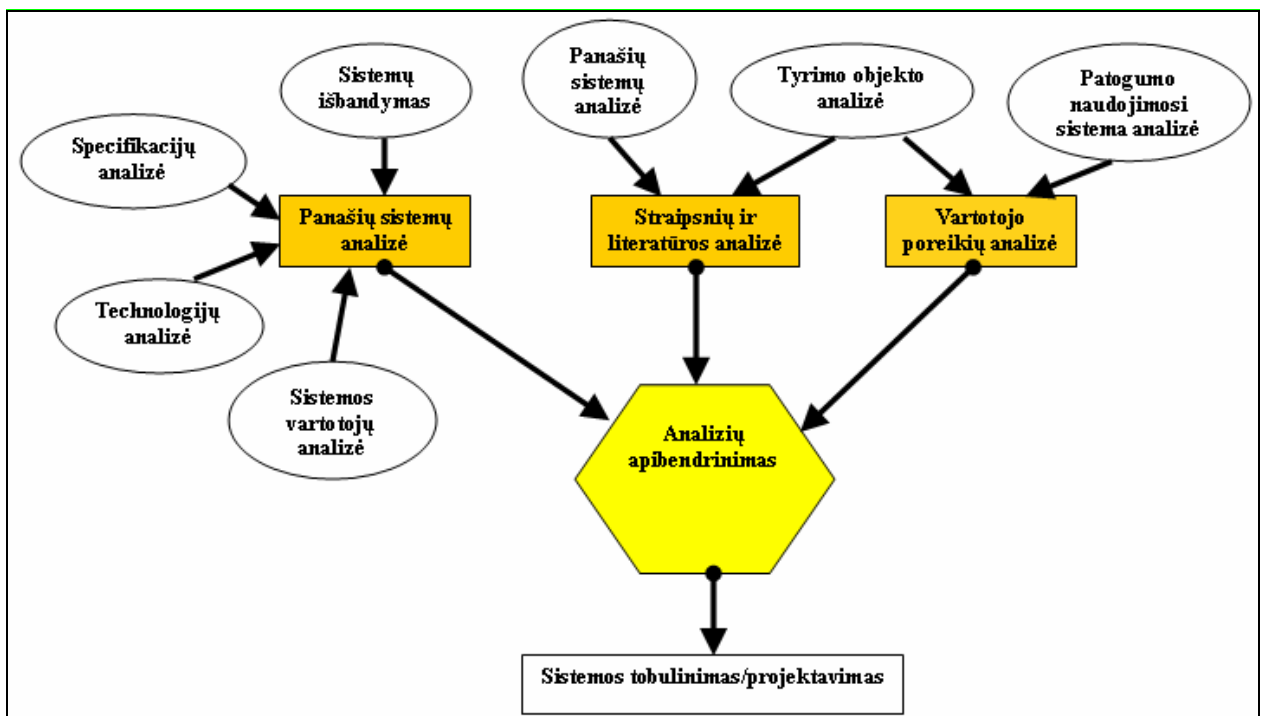 Sistemų
išbandymas
Panašių
sistemų
analizė
Tyrimo objekto
analizė
Patogumo
naudojimosi
sistema analizė
Specifikacijų
analizė
Panašių sistemų
analizė
Straipsnių ir
literatūros analizė
Vartotojo
poreikių analizė
Technologijų
analizė
Sistemos
vartotojų
analizė
Analizių
apibendrinimas
Sistemos tobulinimas/projektavimas